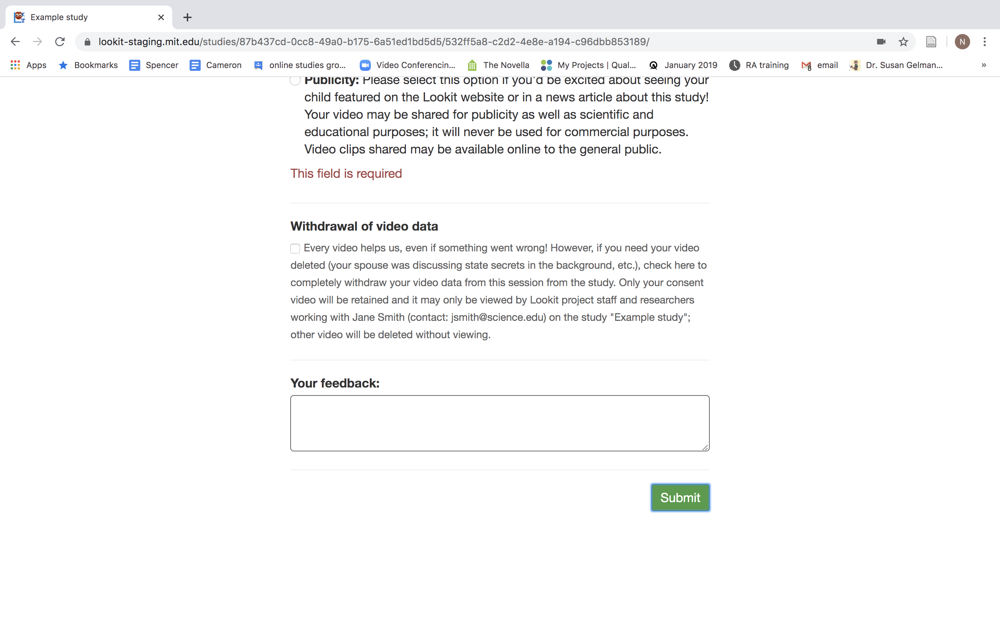 Example study
lookit-staging.mit.edu/studies/87b437cd-0cc8-49a0-b175-6a51ed1bd5d5/532ff5a8-c2d2-4e8e-a194-c96dbb853189/
N
Apps Bookmarks Spencer Cameron online studies gro... Video Conferencin... The Novella My Projects | Qual... January 2019 RA training 8 email Dr. Susan Gelman... »
Publicity: Please select this option if you'd be excited about seeing your
child featured on the Lookit website or in a news article about this study!
Your video may be shared for publicity as well as scientific and
educational purposes; it will never be used for commercial purposes.
Video clips shared may be available online to the general public.
This field is required
Withdrawal of video data
Every video helps us, even if something went wrong! However, if you need your video
deleted (your spouse was discussing state secrets in the background, etc.), check here to
completely withdraw your video data from this session from the study. Only your consent
video will be retained and it may only be viewed by Lookit project staff and researchers
working with Jane Smith (contact: jsmith@science.edu) on the study "Example study";
other video will be deleted without viewing.
Your feedback:
Submit